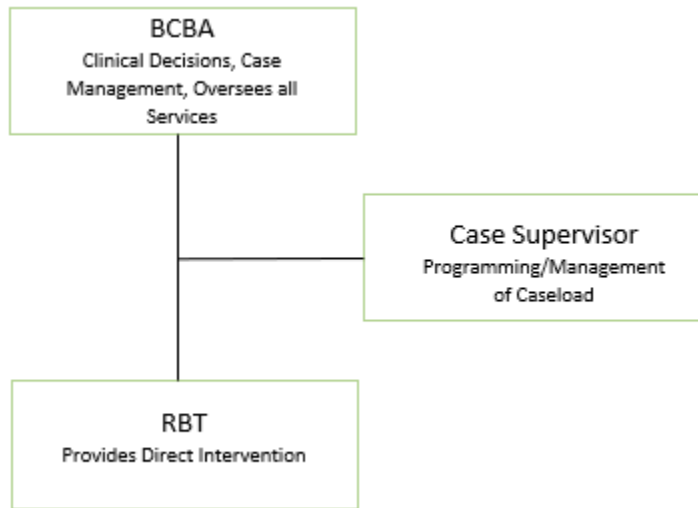 BCBA
Clinical Decisions, Case
Management, Oversees all
Services
Case Supervisor
Programming/Management
of Caseload
RBT
Provides Direct Intervention